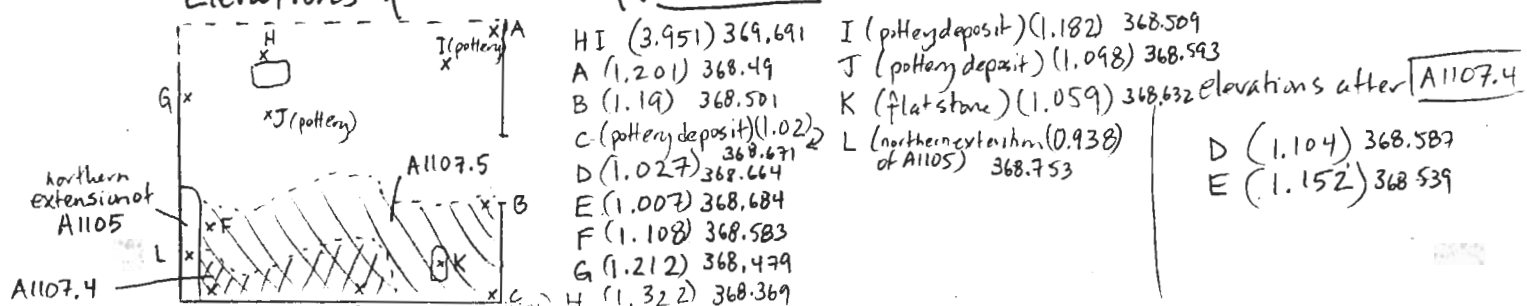 Elevations
H
A
I (pottery)
G
J (pottery)
A1107.5
northern
extension of
A1105
F
B
L
K
A1107.4
C
HI (3.951) 369,691
A (1.201) 368.49
B (1.19) 368.501
C (pottery deposit) (1.02)
368.671
D (1.027) 368.664
E (1.007) 368,684
F (1.108) 368.583
G (1.212) 368,479
H (1.322) 368.369
I (pottery deposit) (1.182) 368.509
J (pottery deposit) (1.098) 368.593
K (flat stone) (1.059) 368,632
L (northern extension (0.938)
of A1105) 368.753
elevations after A1107.4
D (1.104) 368.587
E (1.152) 368.539